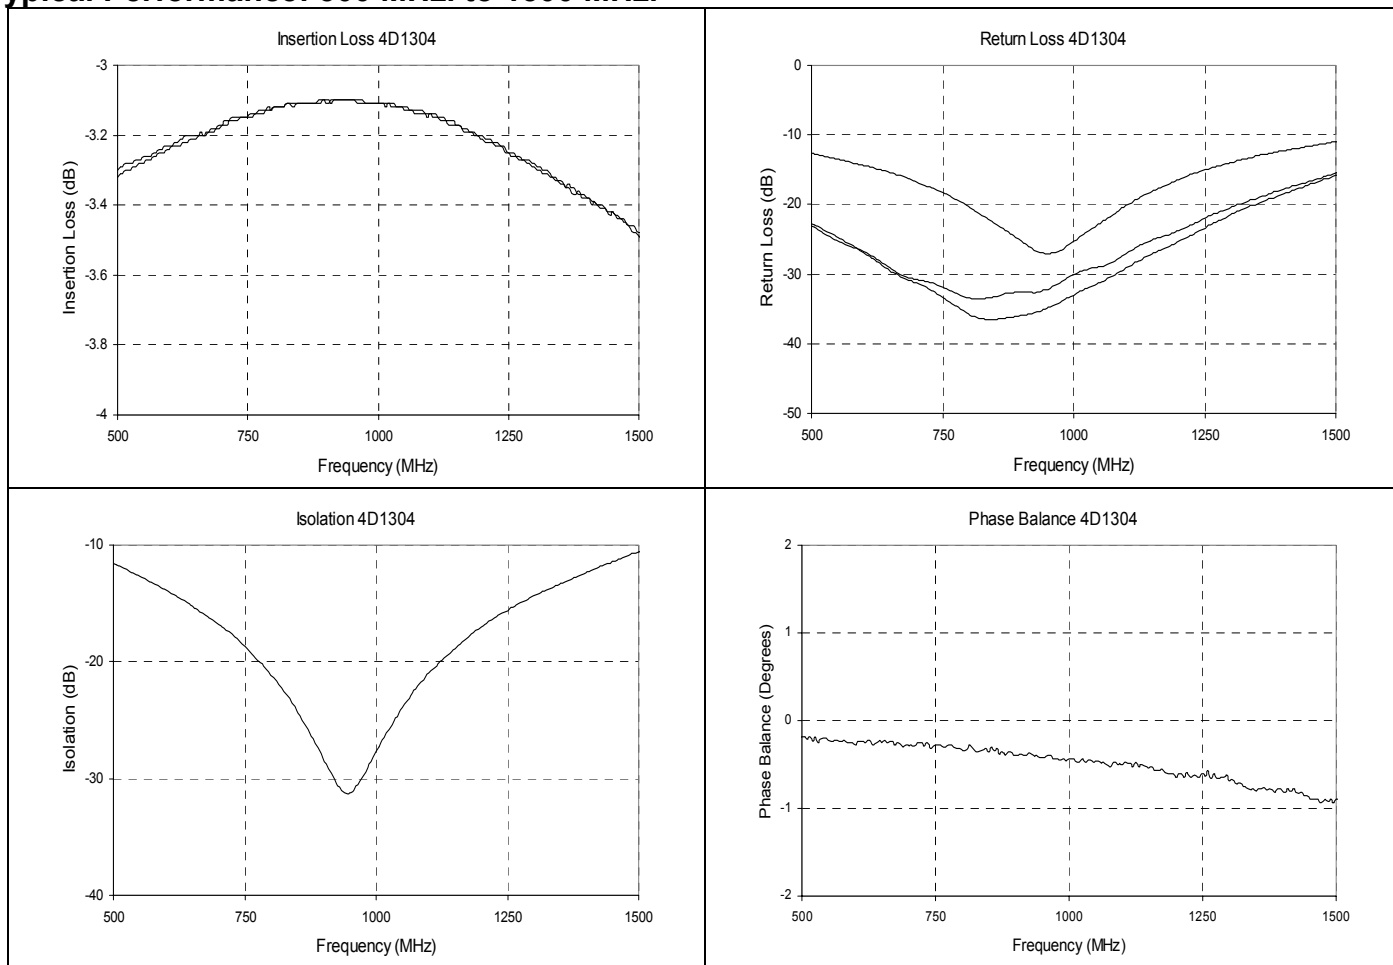 Insertion Loss 4D1304
-3
-3.2
-3.4
-3.6
-3.8
-4
Insertion Loss (dB)
500 750 1000 1250 1500
Frequency (MHz)
Return Loss 4D1304
0
-10
-20
-30
-40
-50
Return Loss (dB)
500 750 1000 1250 1500
Frequency (MHz)
Isolation 4D1304
-10
-20
-30
-40
Isolation (dB)
500 750 1000 1250 1500
Frequency (MHz)
Phase Balance 4D1304
2
1
0
-1
-2
Phase Balance (Degrees)
500 750 1000 1250 1500
Frequency (MHz)